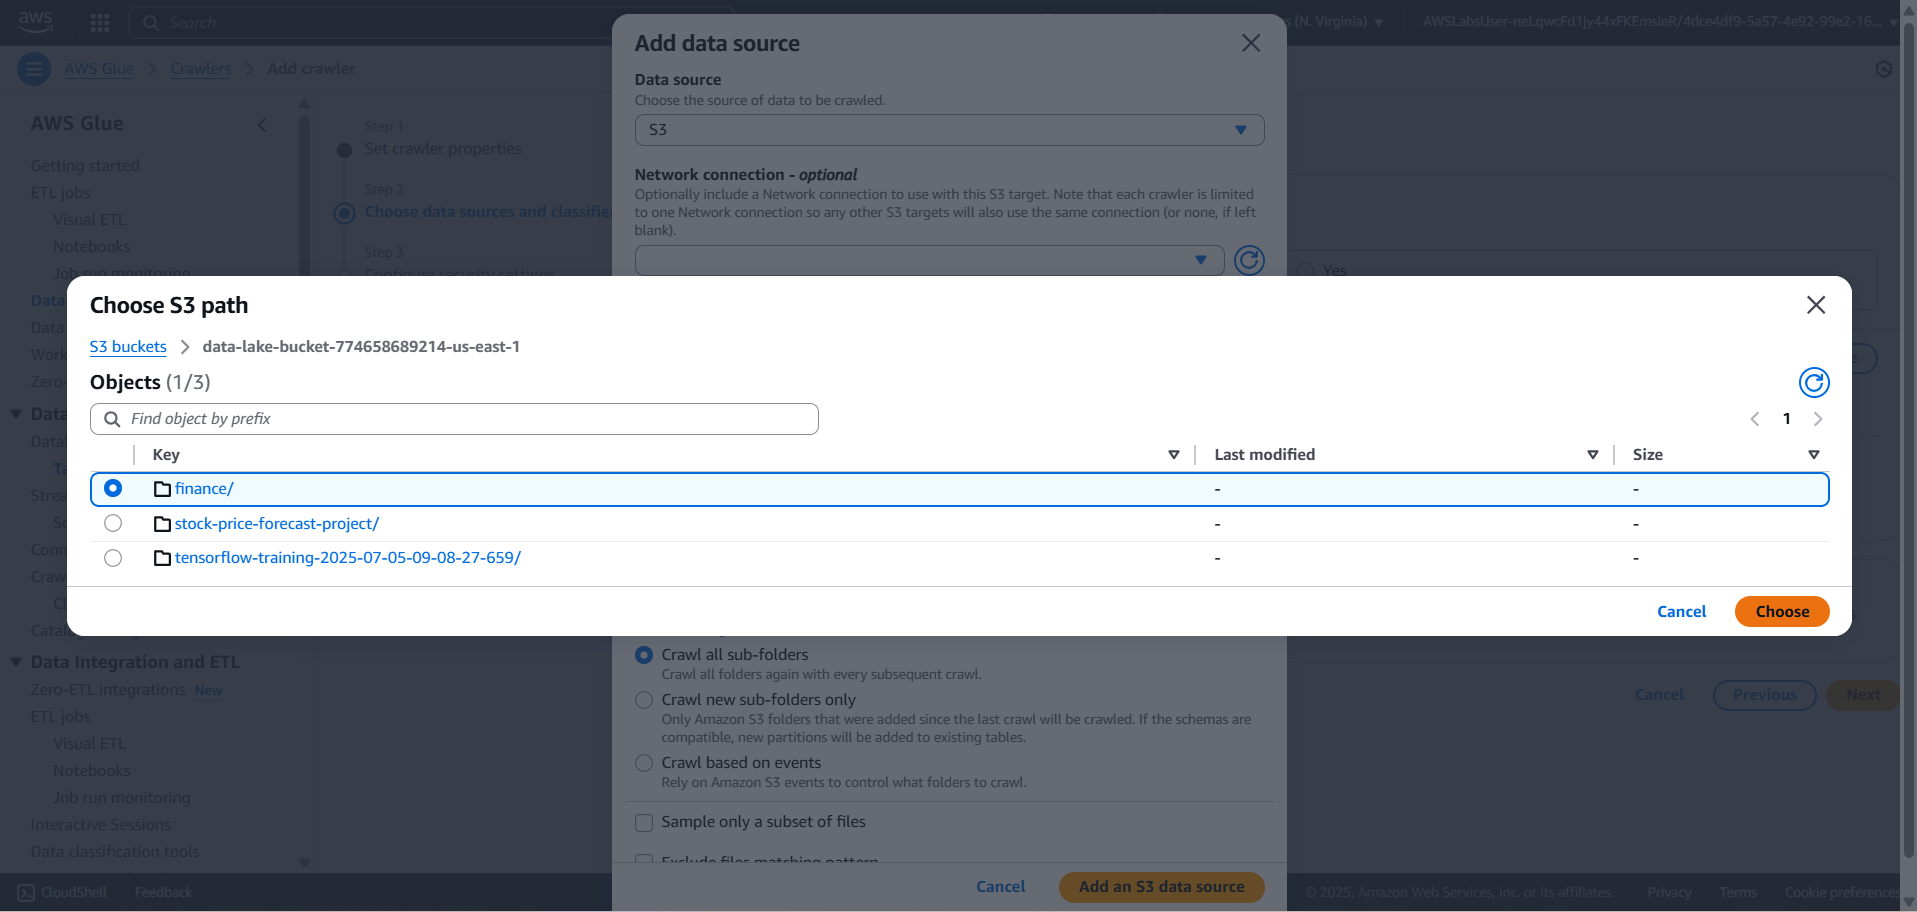 aws
Search
s (N. Virginia)
AWSLabsUser-neLqwcFd1jy44xFKEmsieR/4dce4df9-5a57-4e92-99e2-16...
AWS Glue
Crawlers
Add crawler
AWS Glue
Getting started
ETL jobs
Visual ETL
Notebooks
Job run monitoring
Data
Data
Work
Zero-
Data
Data
Ta
Strea
Conn
Craw
Cl
Catal
Data Integration and ETL
Zero-ETL integrations New
ETL jobs
Visual ETL
Notebooks
Job run monitoring
Interactive Sessions
Data classification tools
Step 1
Set crawler properties
Step 2
Choose data sources and classifie
Step 3
Configure security settings
Add data source
Data source
Choose the source of data to be crawled.
S3
Network connection - optional
Optionally include a Network connection to use with this S3 target. Note that each crawler is limited
to one Network connection so any other S3 targets will also use the same connection (or none, if left
blank).
Yes
Choose S3 path
S3 buckets
data-lake-bucket-774658689214-us-east-1
Objects (1/3)
Find object by prefix
1
Key
Last modified
Size
finance/
-
-
stock-price-forecast-project/
-
-
tensorflow-training-2025-07-05-09-08-27-659/
-
-
Cancel
Choose
Crawl all sub-folders
Crawl all folders again with every subsequent crawl.
Crawl new sub-folders only
Only Amazon S3 folders that were added since the last crawl will be crawled. If the schemas are
compatible, new partitions will be added to existing tables.
Crawl based on events
Rely on Amazon S3 events to control what folders to crawl.
Sample only a subset of files
Exclude files matching pattern
Cancel
Add an S3 data source
Cancel
Previous
Next
CloudShell
Feedback
© 2025, Amazon Web Services, Inc. or its affiliates.
Privacy
Terms
Cookie preferences